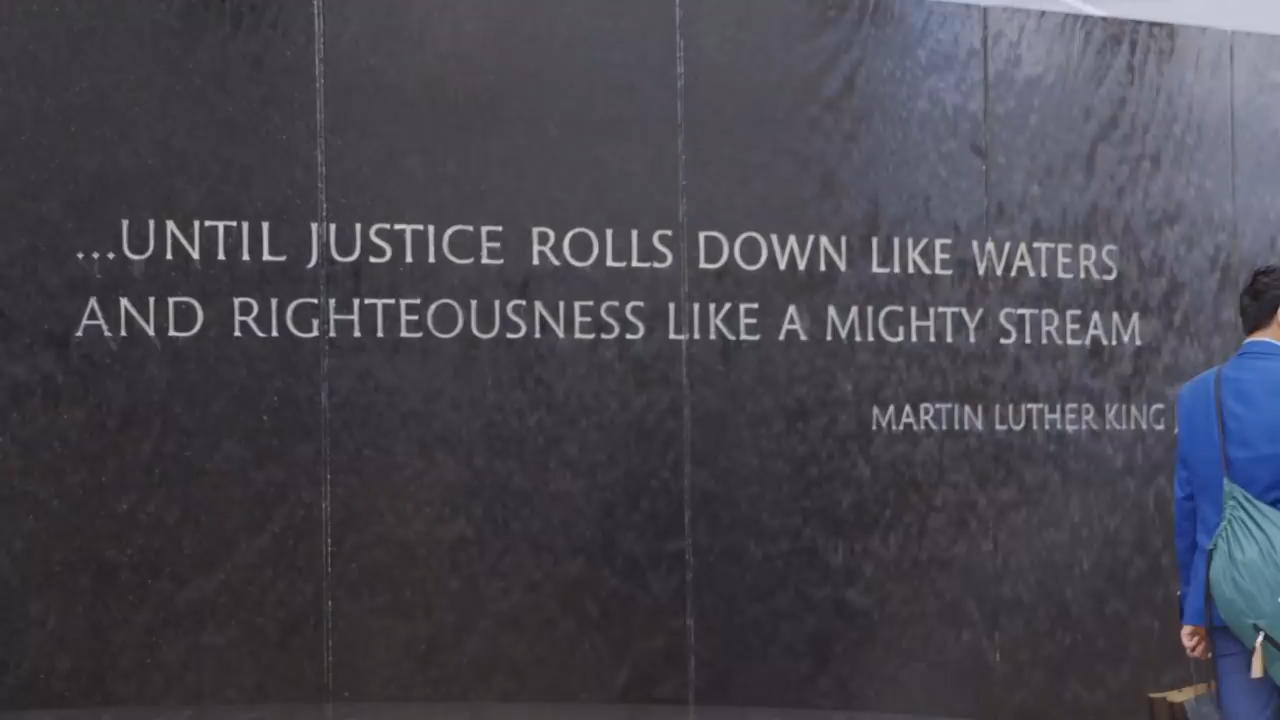 ...UNTIL JUSTICE ROLLS DOWN LIKE WATERS
AND RIGHTEOUSNESS LIKE A MIGHTY STREAM
MARTIN LUTHER KING